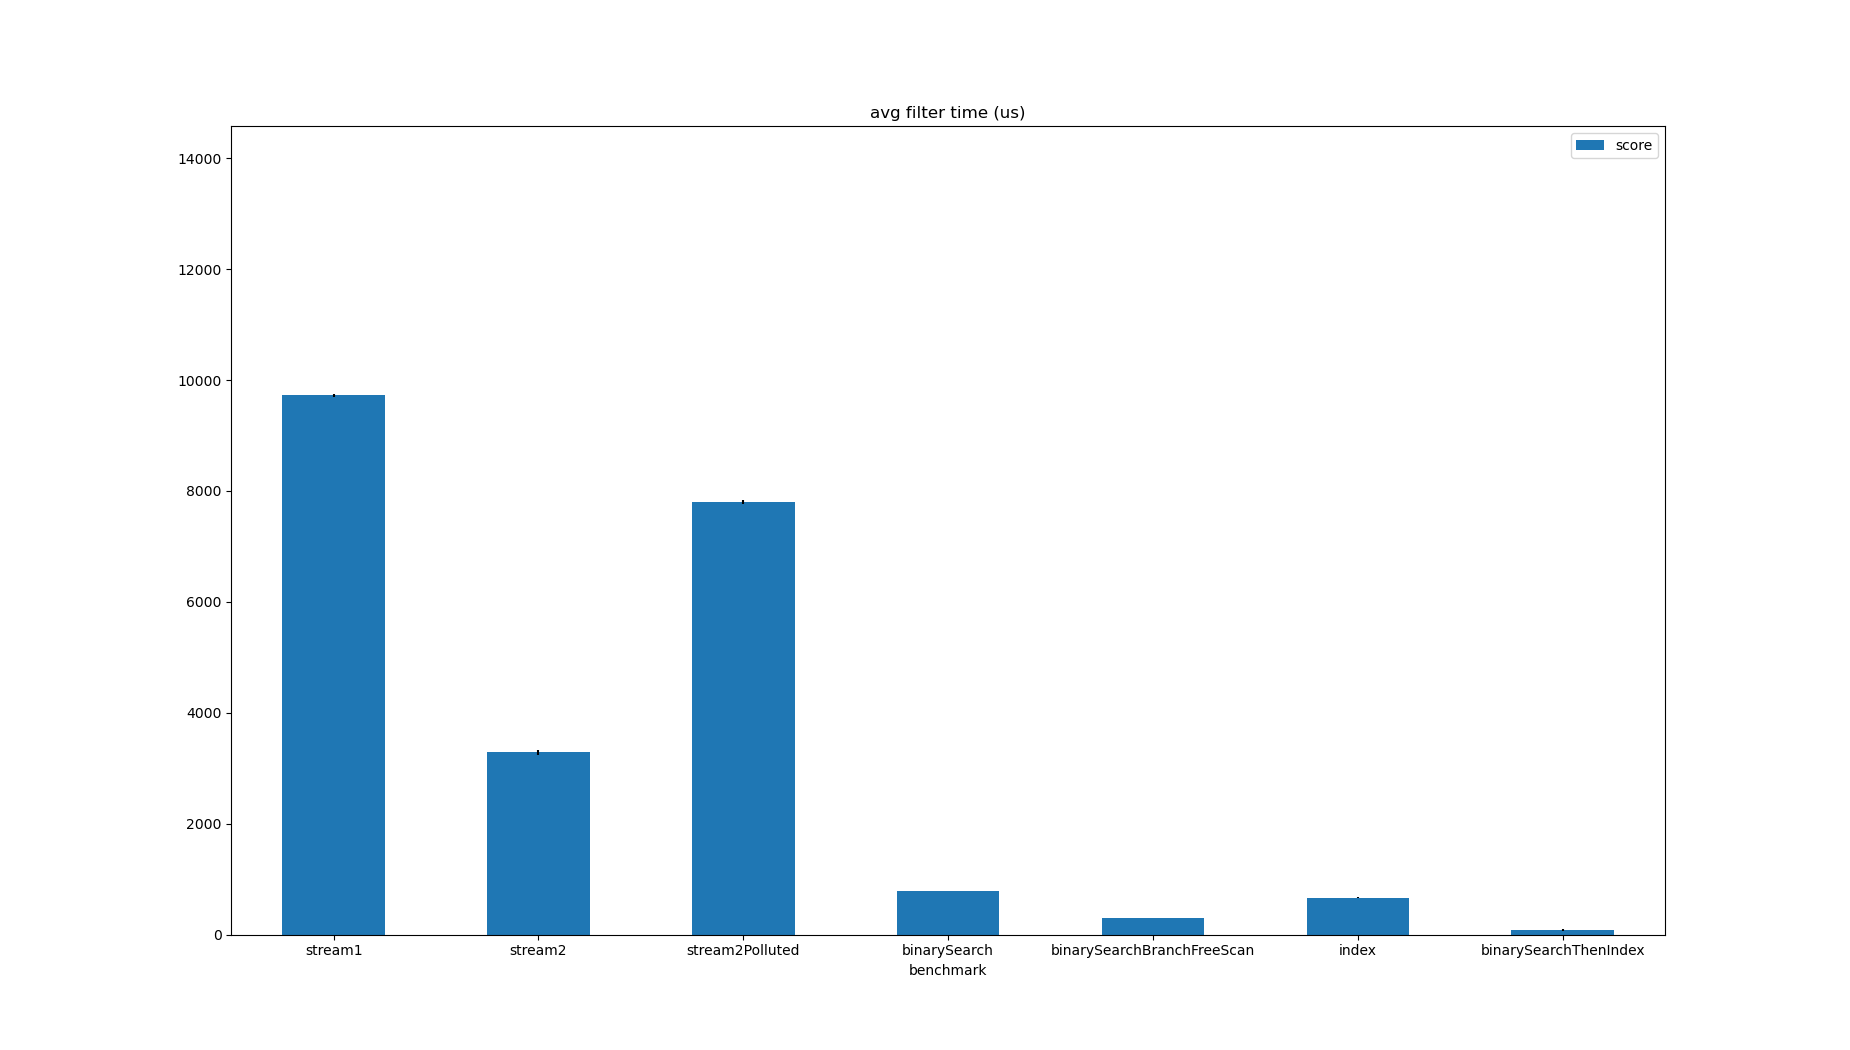 avg filter time (us)
score
14000
12000
10000
8000
6000
4000
2000
0
stream1 stream2 stream2Polluted binarySearch binarySearchBranchFreeScan index binarySearchThenIndex
benchmark